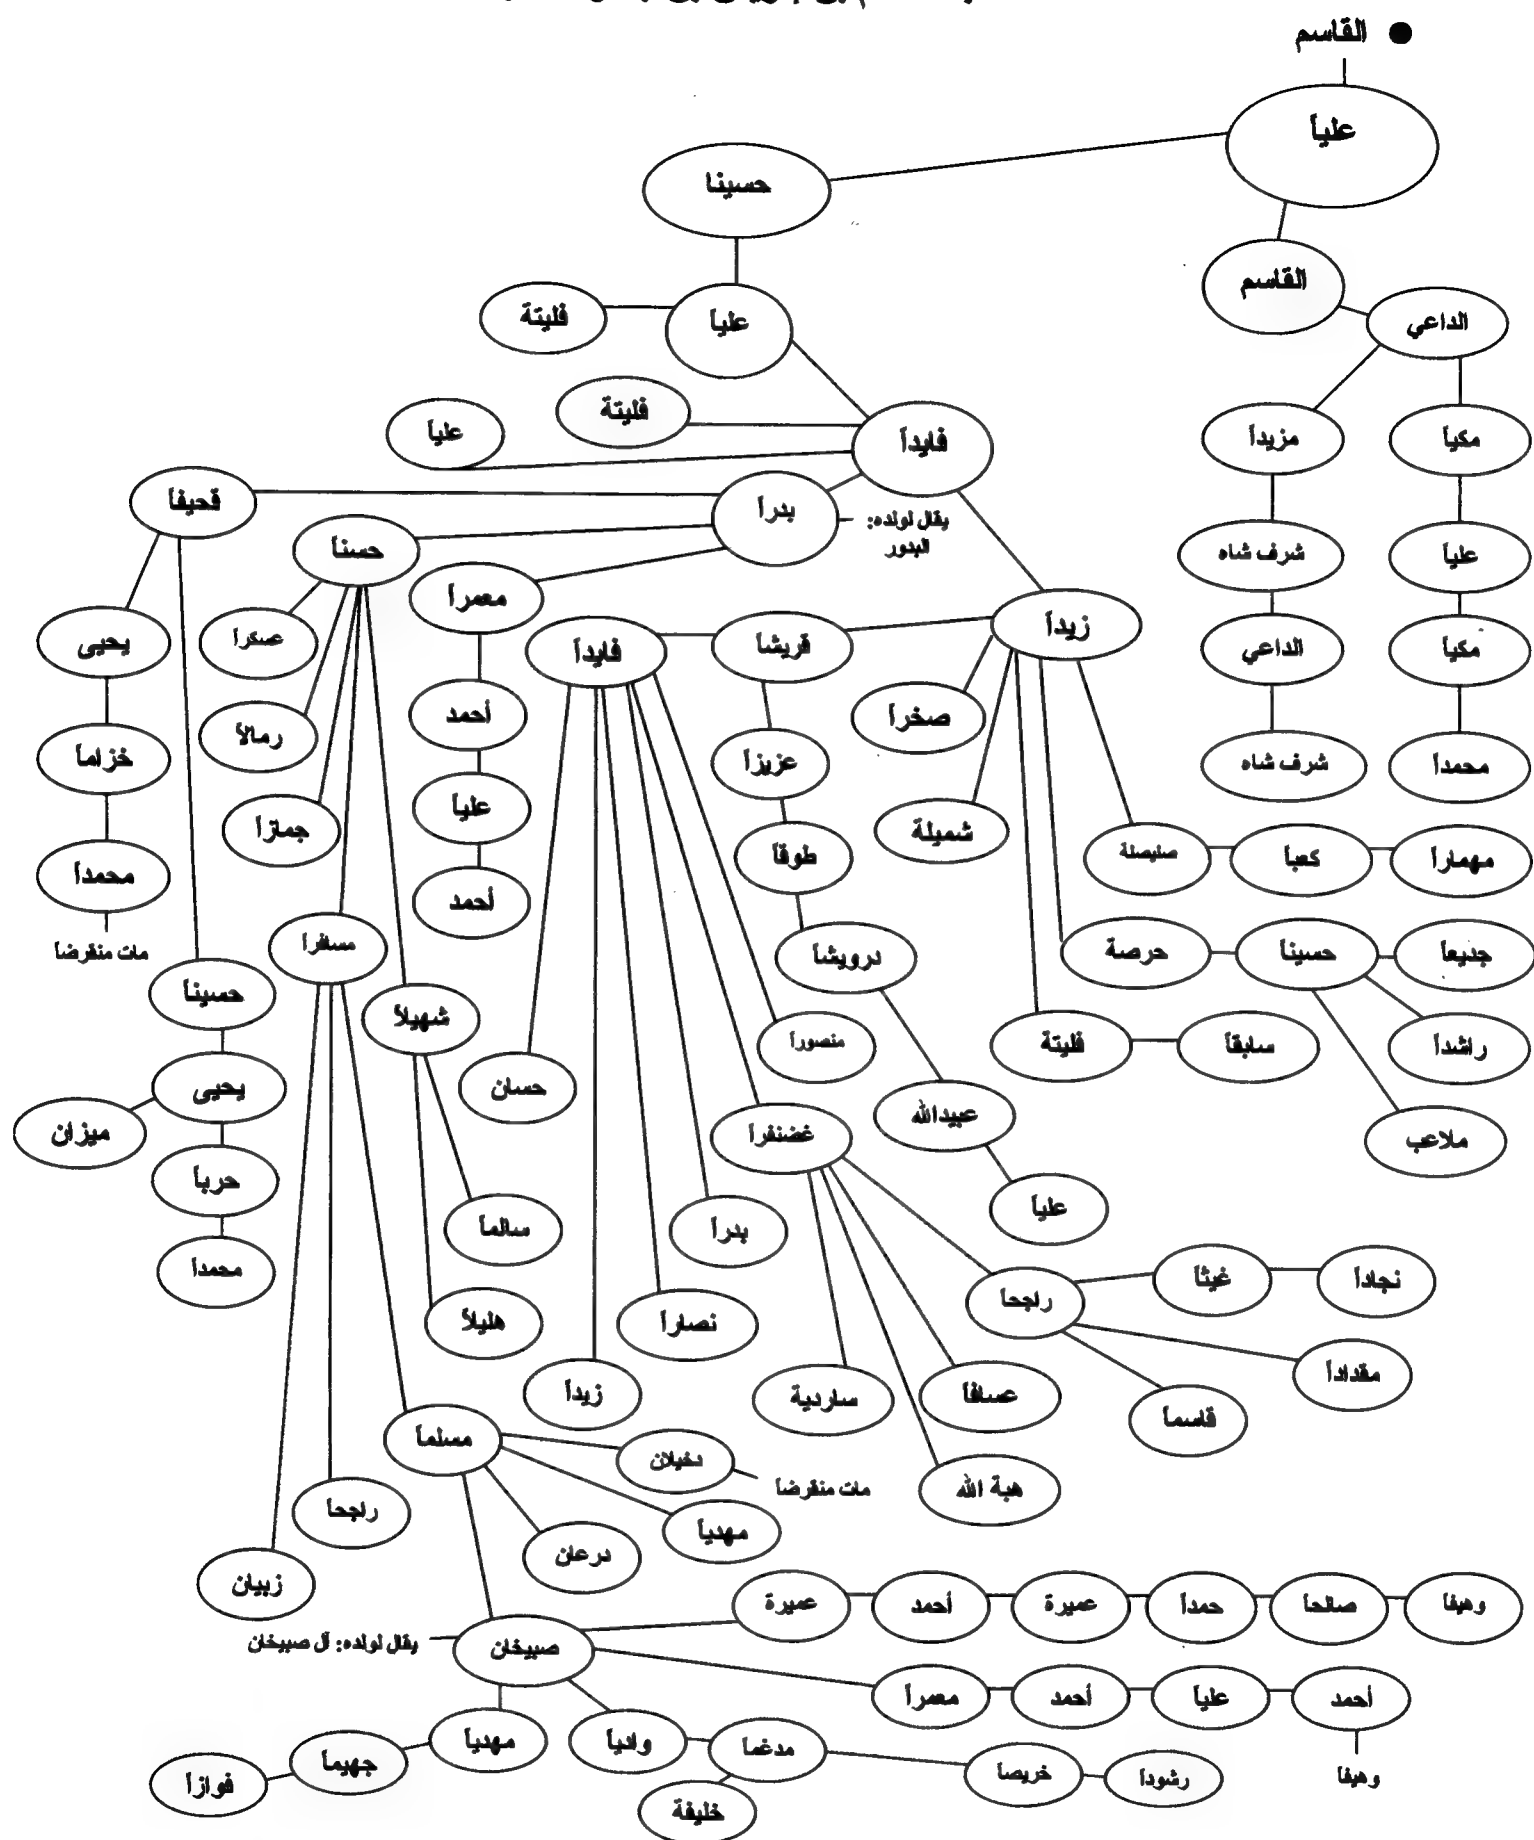 القاسم
علياً
حسينا
القاسم
الداعي
فليتة
علياً
مزيداً
مكياً
فليتة
علياً
فايداً
بدراً
يقال لولده:
البدور
قحيفاً
حسناً
معمراً
شرف شاه
علياً
يحيى
عسكراً
فايداً
قريشاً
زيداً
الداعي
مكياً
أحمد
صخراً
رمالاً
خزاماً
عزيزاً
شرف شاه
محمداً
جمازاً
علياً
شميلة
طوقاً
صليصلة
كعباً
مهماراً
محمداً
أحمد
مات منقرضاً
مسافراً
درويشاً
حرصة
حسيناً
جديعاً
حسيناً
شهيلاً
منصوراً
فليتة
سابقاً
راشداً
يحيى
ميزان
حسان
غضنفراً
عبيدالله
ملاعب
حرباً
سالماً
بدراً
علياً
محمداً
هليلاً
نصاراً
راجحاً
غيثاً
نجاداً
زيداً
ساردية
عسافاً
قاسماً
مقداداً
مسلماً
دخيلان
مات منقرضاً
هبة الله
راجحاً
درعان
مهدياً
زبيان
عميرة
أحمد
عميرة
حمداً
صالحاً
وهيفا
يقال لولده: آل صبيخان
صبيخان
معمراً
أحمد
علياً
أحمد
وهيفا
مهدياً
وادياً
مدغما
جهيما
فوازاً
خليفة
خريصاً
رشودا